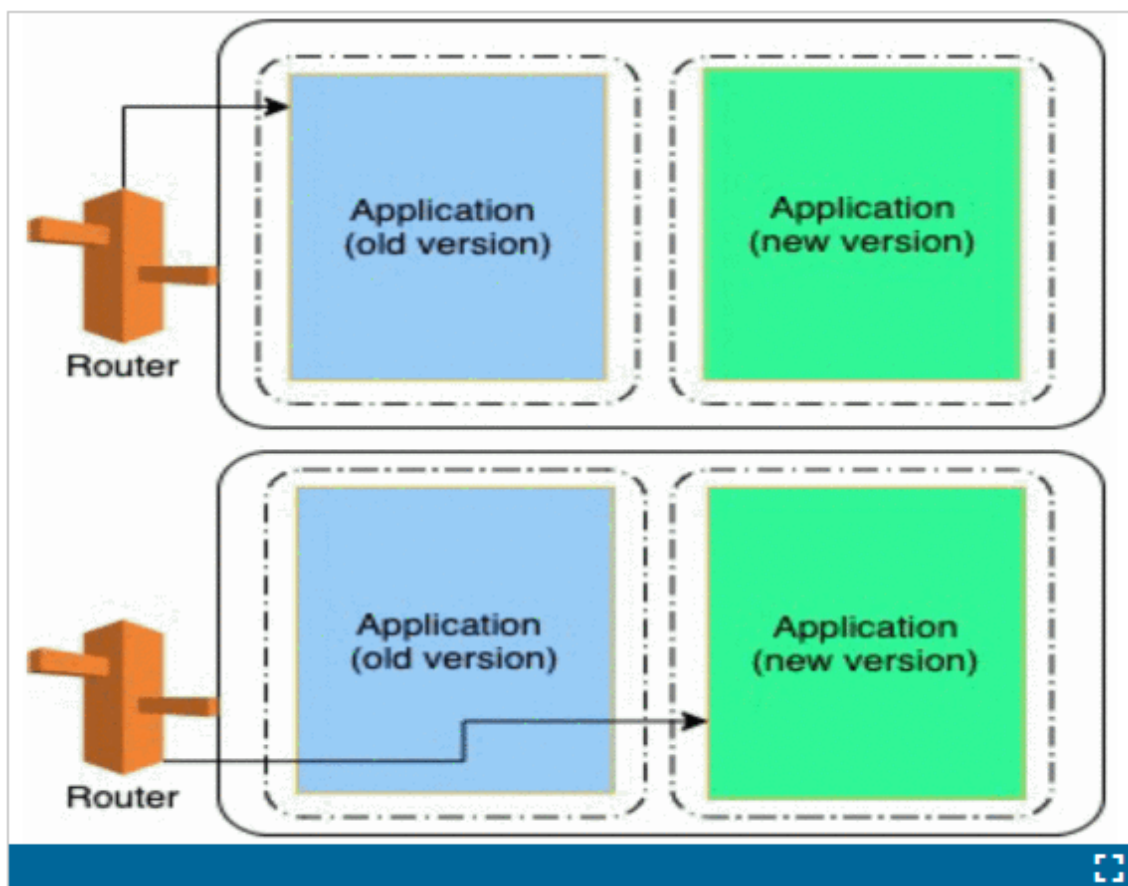 Application
(old version)
Application
(new version)
Router
Application
(old version)
Application
(new version)
Router